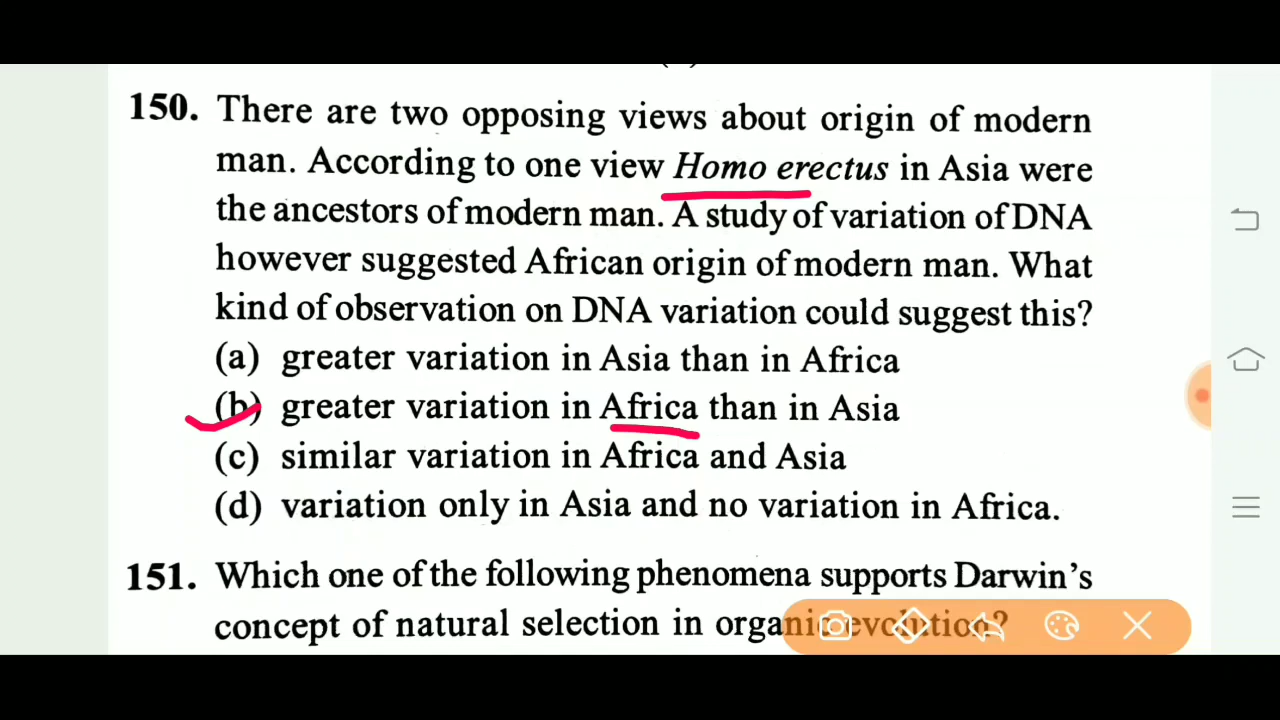 150. There are two opposing views about origin of modern
man. According to one view Homo erectus in Asia were
the ancestors of modern man. A study of variation of DNA
however suggested African origin of modern man. What
kind of observation on DNA variation could suggest this?
(a) greater variation in Asia than in Africa
(b) greater variation in Africa than in Asia
(c) similar variation in Africa and Asia
(d) variation only in Asia and no variation in Africa.
151. Which one of the following phenomena supports Darwin's
concept of natural selection in organic evolution?